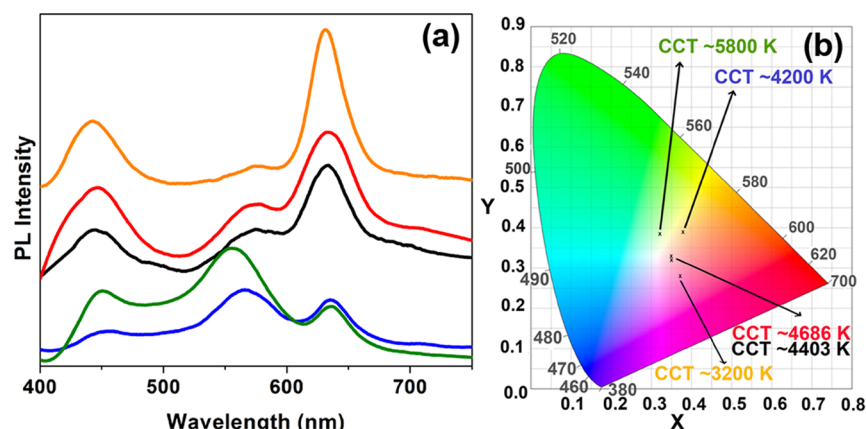 (a)
PL Intensity
400 500 600 700
Wavelength (nm)
(b)
0.9
0.8
0.7
0.6
0.5
0.4
0.3
0.2
0.1
0.0
Y
520
540
560
580
600
620
700
500
490
480
470
460
380
CCT ~5800 K
CCT ~4200 K
CCT ~4686 K
CCT ~4403 K
CCT ~3200 K
0.1 0.2 0.3 0.4 0.5 0.6 0.7 0.8
X